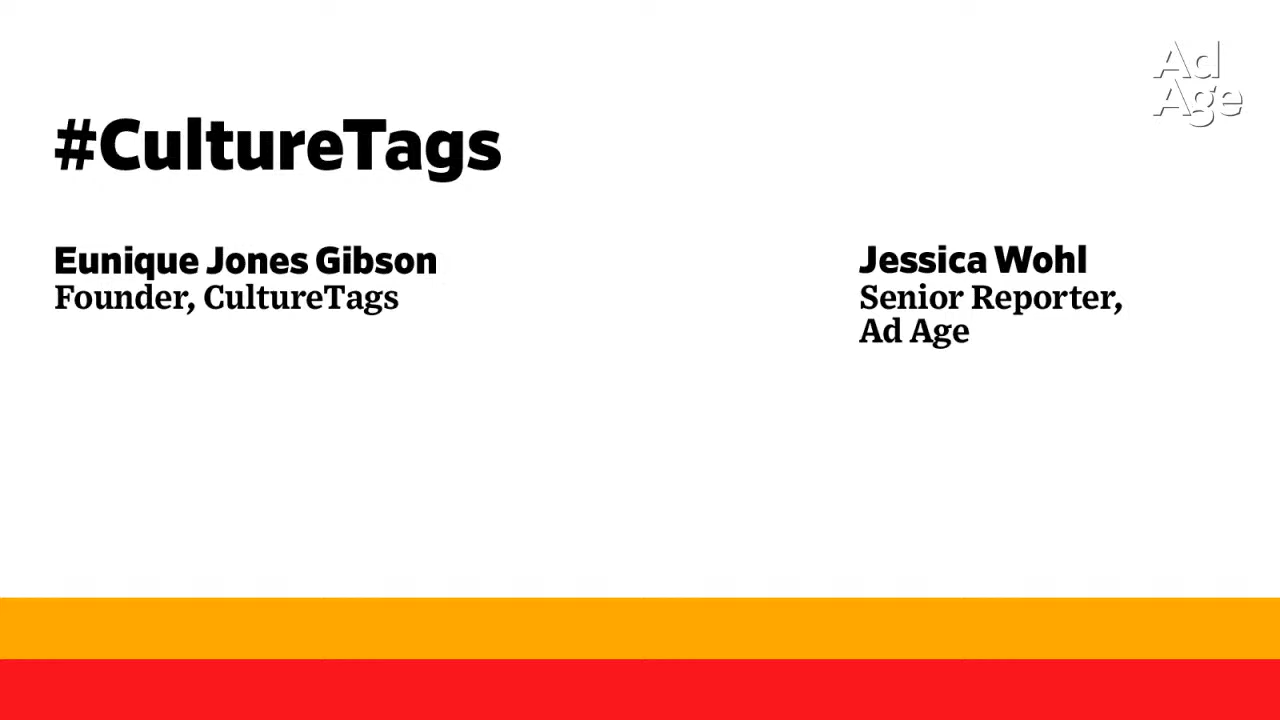 Ad
Age
#CultureTags
Eunique Jones Gibson
Founder, CultureTags
Jessica Wohl
Senior Reporter,
Ad Age